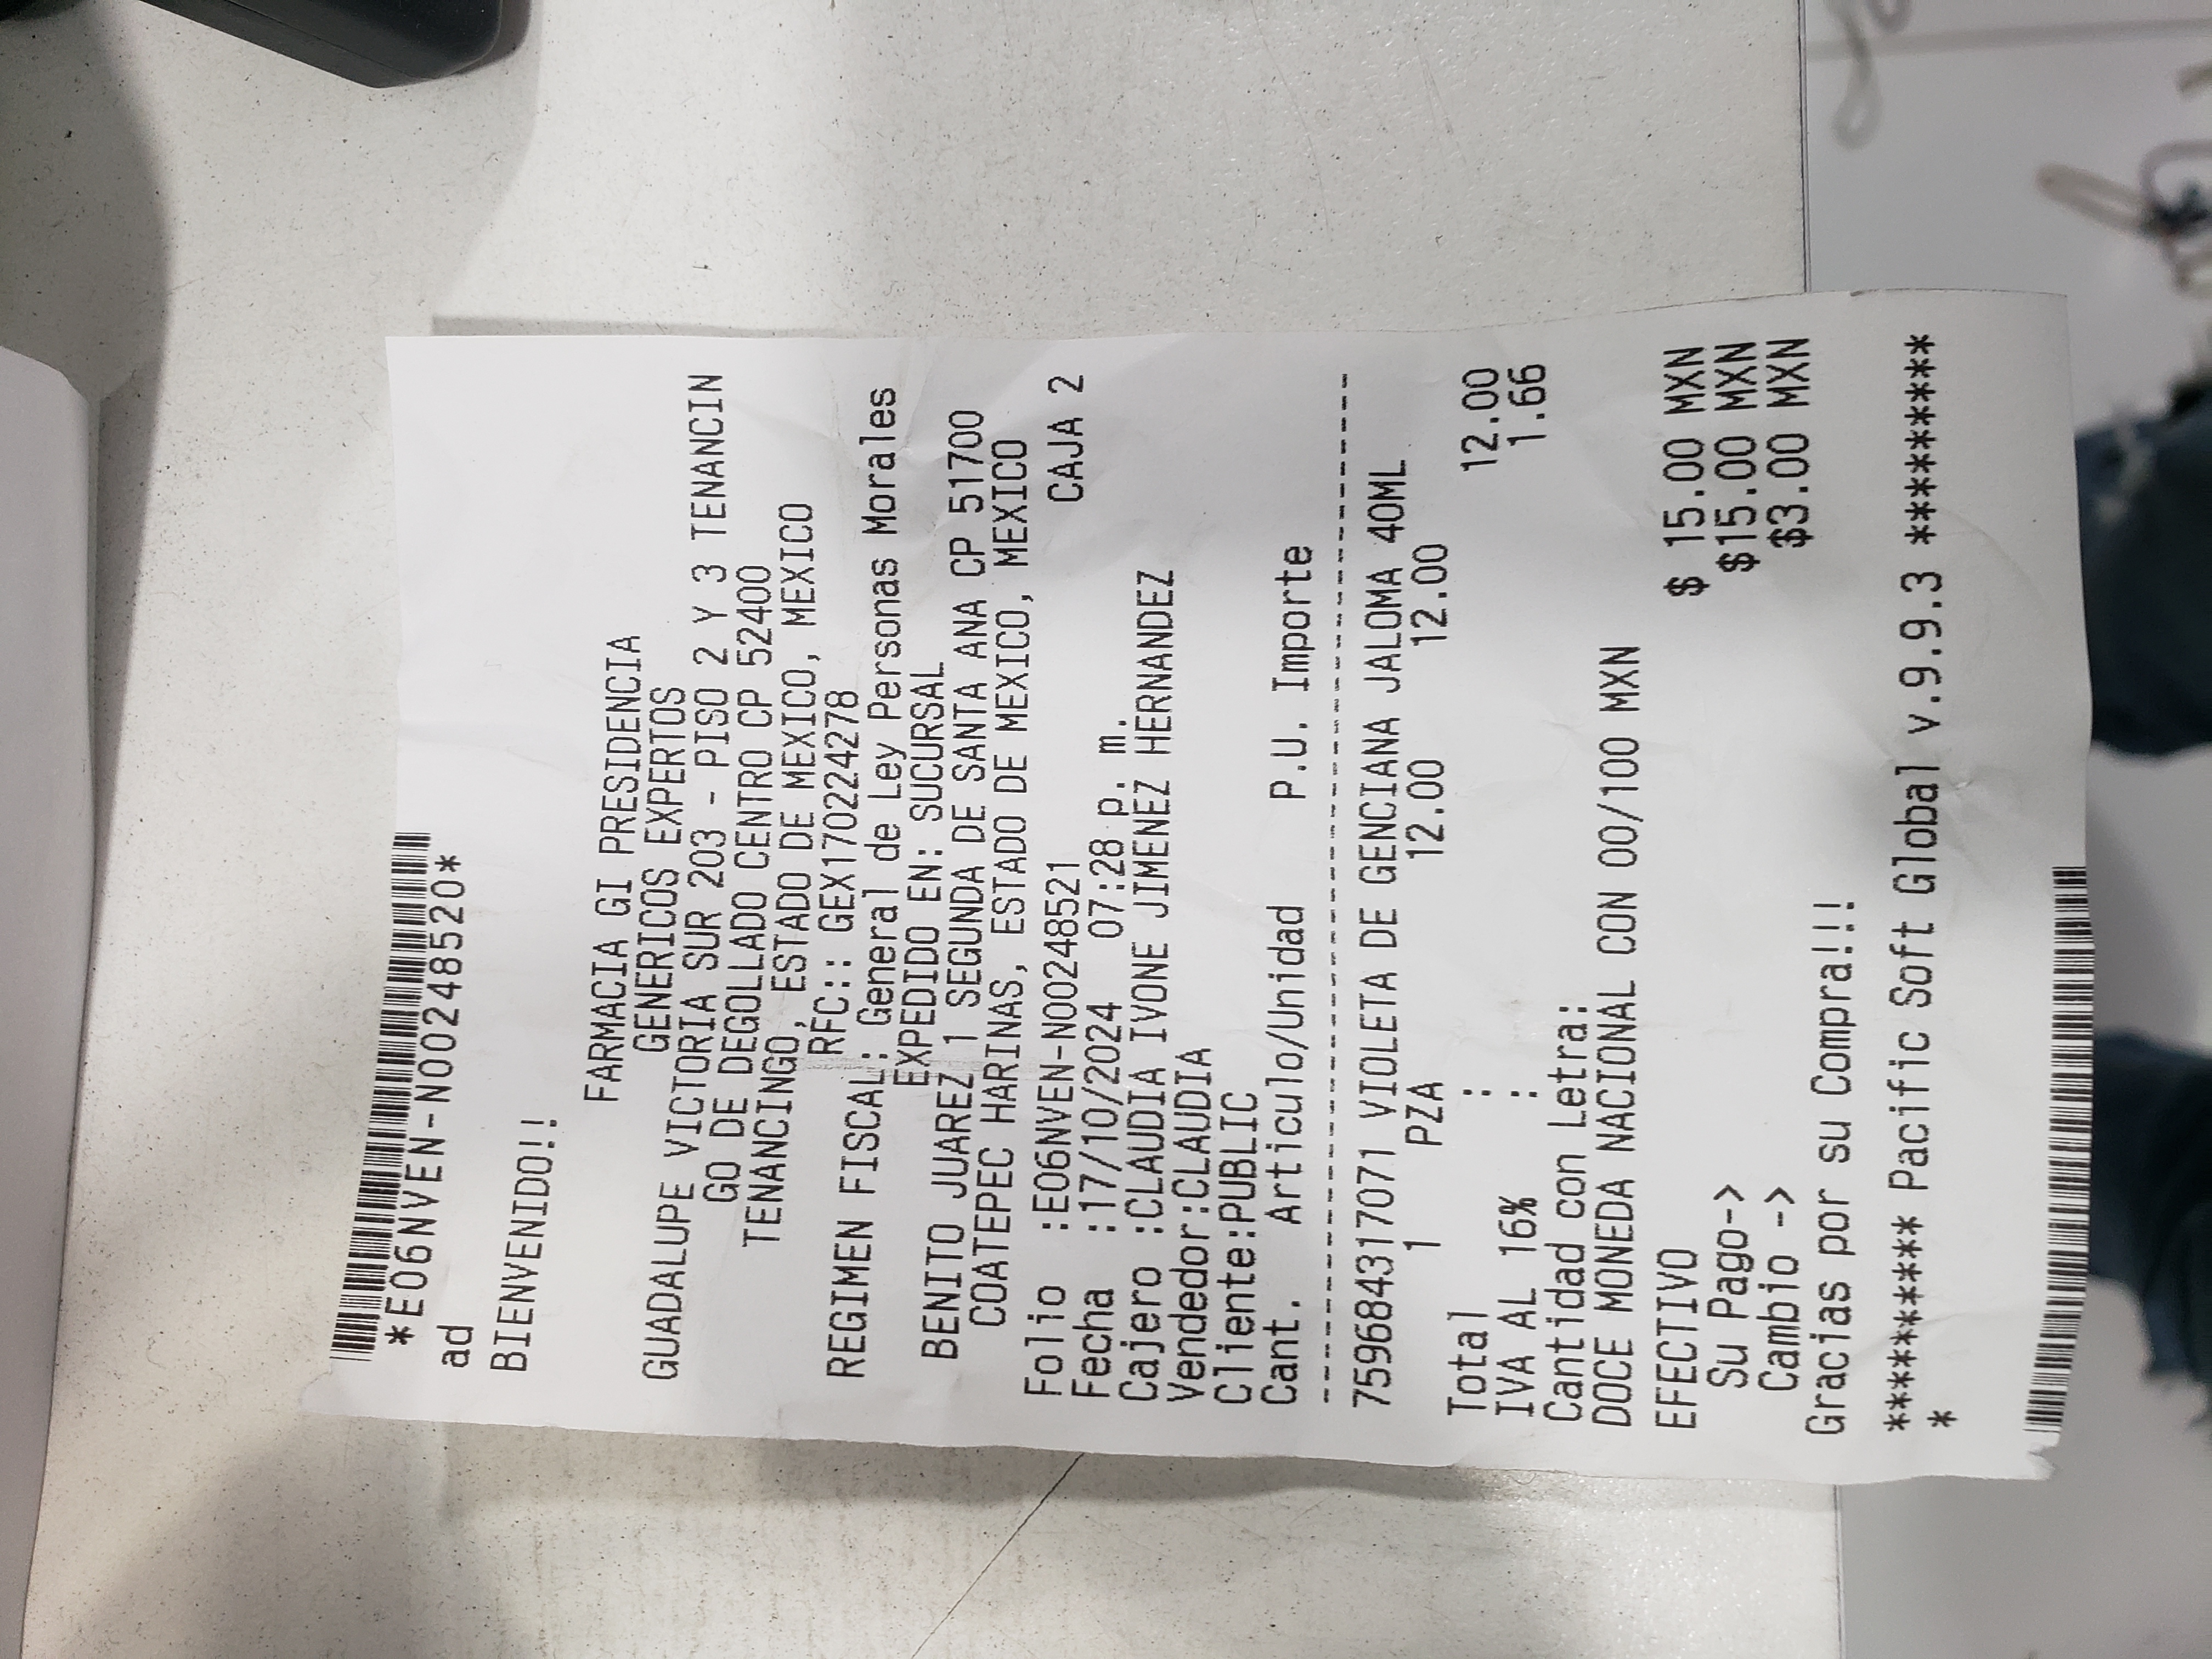 *E06NVEN-N00248520*
ad
BIENVENIDO!!
FARMACIA GI PRESIDENCIA
GENERICOS EXPERTOS
GUADALUPE VICTORIA SUR 203 - PISO 2 Y 3 TENANCIN
GO DE DEGOLLADO CENTRO CP 52400
TENANCINGO, ESTADO DE MEXICO, MEXICO
RFC:: GEX170224278
REGIMEN FISCAL: General de Ley Personas Morales
EXPEDIDO EN: SUCURSAL
BENITO JUAREZ 1 SEGUNDA DE SANTA ANA CP 51700
COATEPEC HARINAS, ESTADO DE MEXICO, MEXICO
Folio :E06NVEN-N00248521 CAJA 2
Fecha :17/10/2024 07:28 p. m.
Cajero :CLAUDIA IVONE JIMENEZ HERNANDEZ
Vendedor:CLAUDIA
Cliente:PUBLIC
Cant. Articulo/Unidad P.U. Importe
------------------------------------------------
7596843170​71 VIOLETA DE GENCIANA JALOMA 40ML
1 PZA 12.00 12.00
Total : 12.00
IVA AL 16% : 1.66
Cantidad con Letra:
DOCE MONEDA NACIONAL CON 00/100 MXN
EFECTIVO $ 15.00 MXN
Su Pago-> $15.00 MXN
Cambio -> $3.00 MXN
Gracias por su Compra!!!
********** Pacific Soft Global v.9.9.3 *********
*